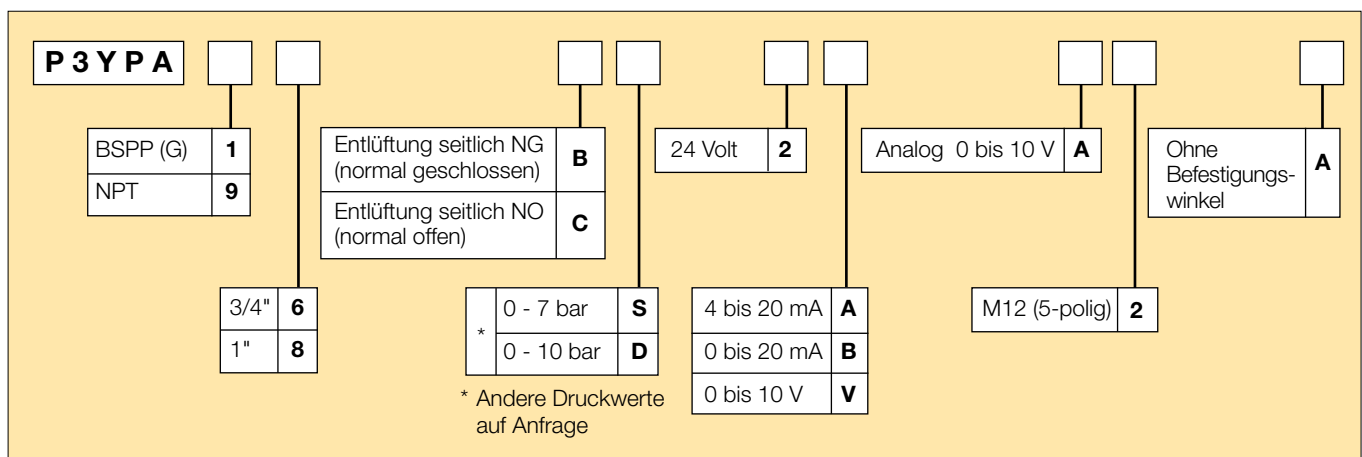 P 3 Y P A
BSPP (G) 1
NPT 9
3/4" 6
1" 8
Entlüftung seitlich NG
(normal geschlossen) B
Entlüftung seitlich NO
(normal offen) C
* 0 - 7 bar S
0 - 10 bar D
* Andere Druckwerte
auf Anfrage
24 Volt 2
4 bis 20 mA A
0 bis 20 mA B
0 bis 10 V V
Analog 0 bis 10 V A
M12 (5-polig) 2
Ohne
Befestigungs-
winkel A